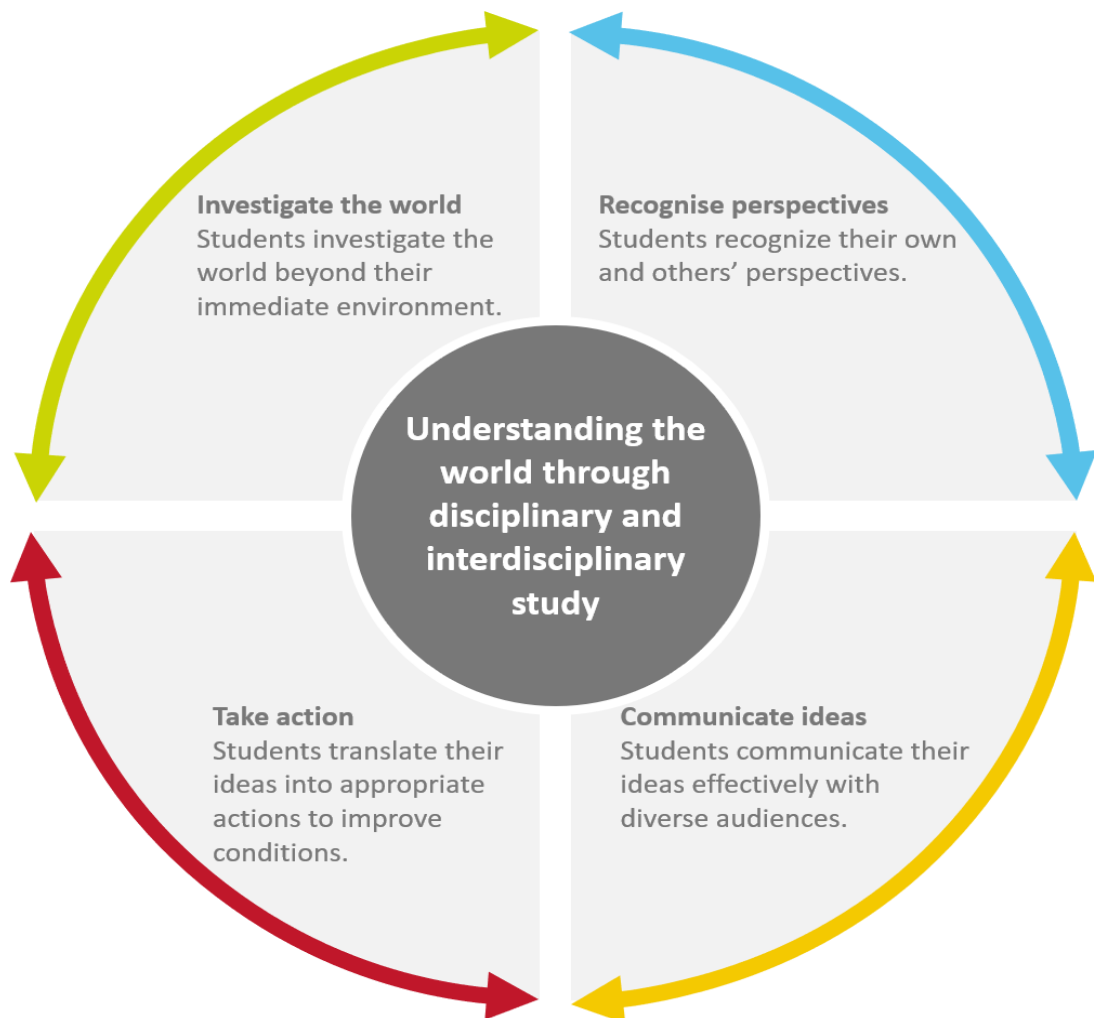 Investigate the world
Students investigate the
world beyond their
immediate environment.
Recognise perspectives
Students recognize their own
and others’ perspectives.
Understanding the
world through
disciplinary and
interdisciplinary
study
Take action
Students translate their
ideas into appropriate
actions to improve
conditions.
Communicate ideas
Students communicate their
ideas effectively with
diverse audiences.